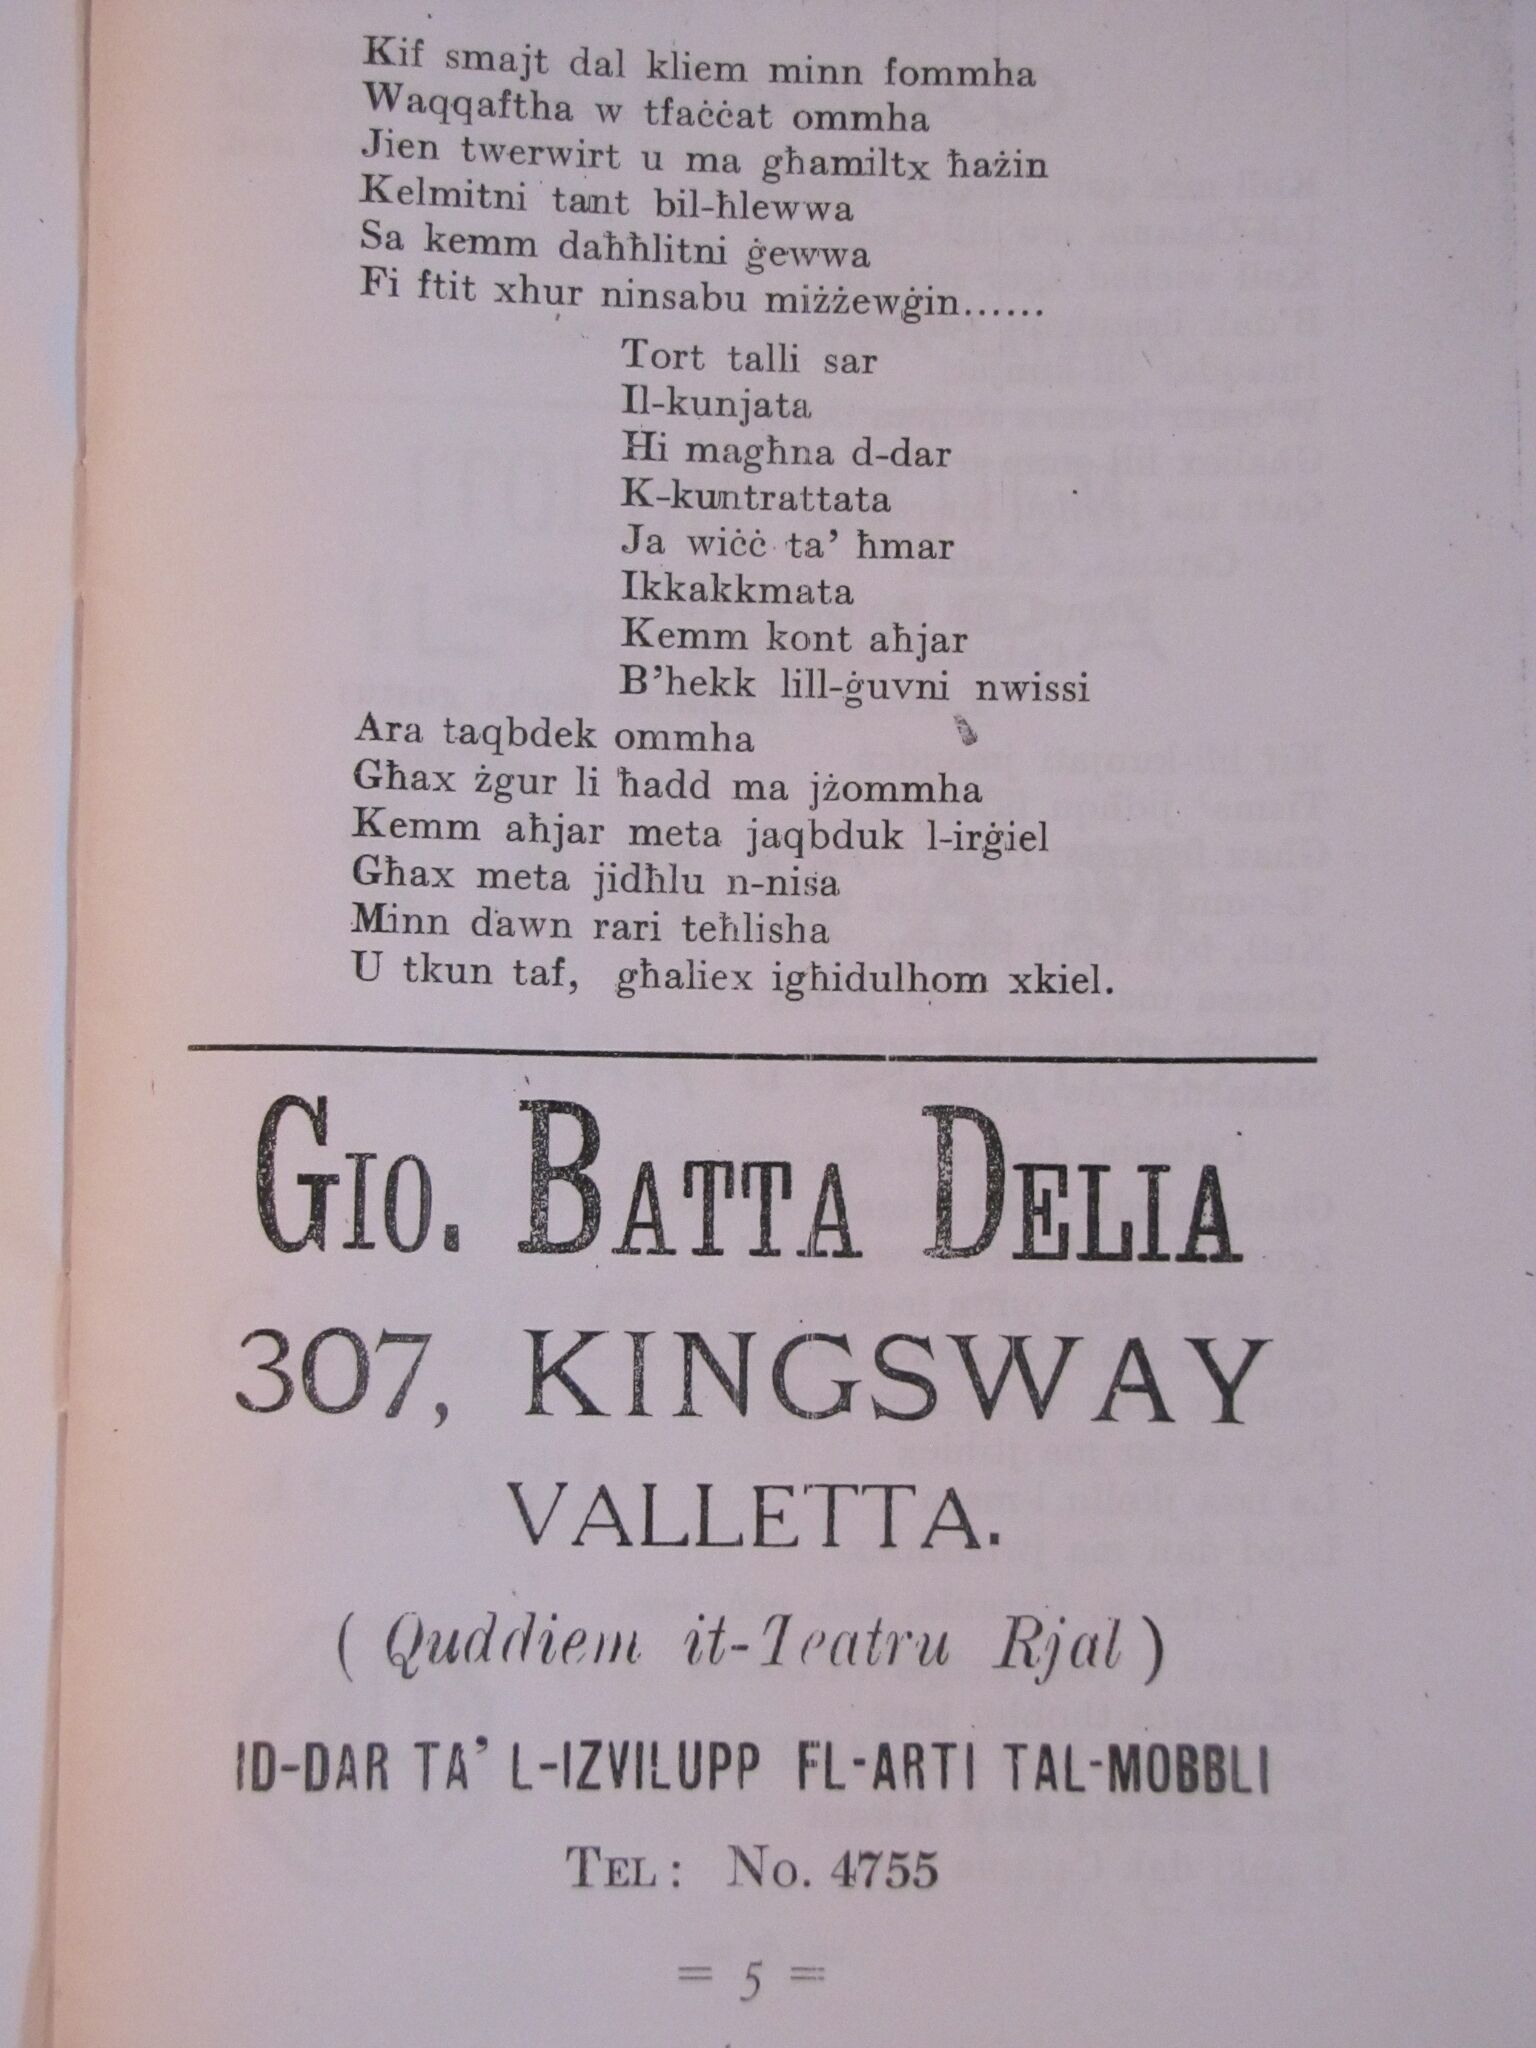 Kif smajt dal kliem minn fommha
Waqqaftha w tfaċċat ommha
Jien twerwirt u ma għamiltx ħażin
Kelmitni tant bil-ħlewwa
Sa kemm daħħlitni ġewwa
Fi ftit xhur ninsabu miżżewġin......
Tort talli sar
Il-kunjata
Hi magħna d-dar
K-kuntrattata
Ja wiċċ ta' ħmar
Ikkakkmata
Kemm kont aħjar
B'hekk lill-ġuvni nwissi
Ara taqbdek ommha
Għax żgur li ħadd ma jżommha
Kemm aħjar meta jaqbduk l-irġiel
Għax meta jidħlu n-nisa
Minn dawn rari teħlisha
U tkun taf, għaliex igħidulhom xkiel.
GIO. BATTA DELIA
307, KINGSWAY
VALLETTA.
( Quddiem it-Teatru Rjal )
ID-DAR TA' L-IZVILUPP FL-ARTI TAL-MOBBLI
TEL: No. 4755
= 5 =